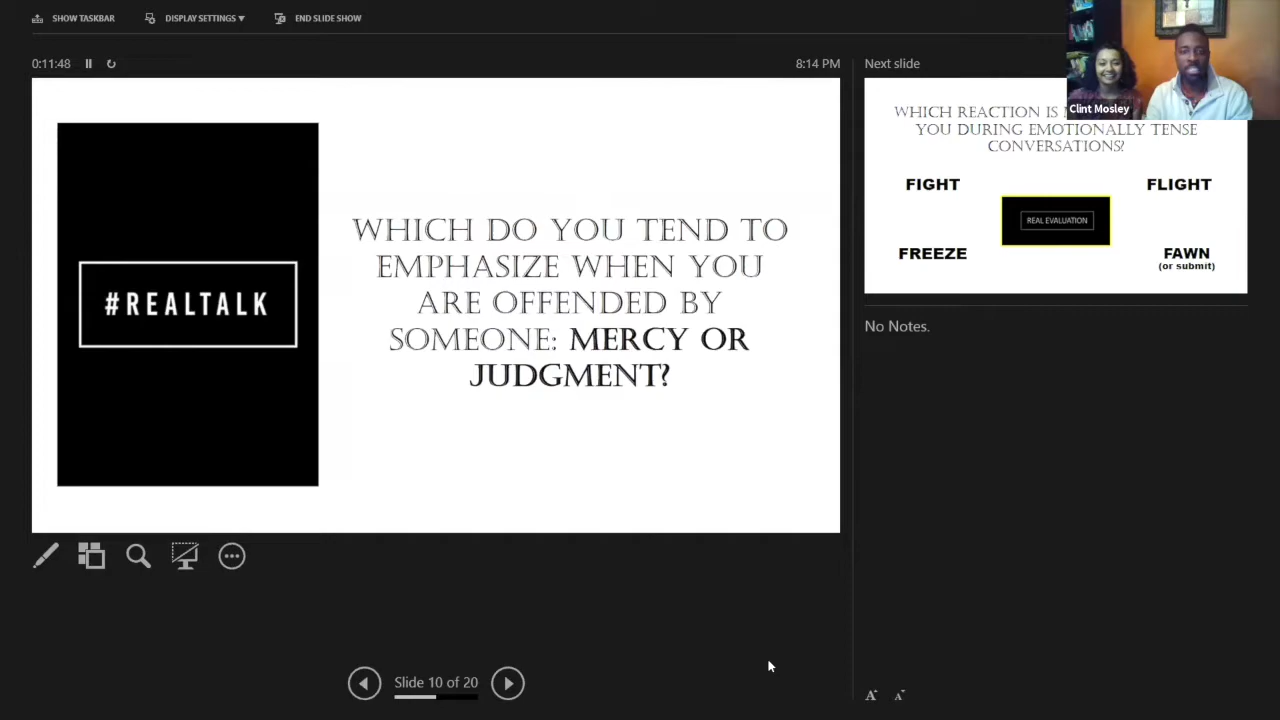 SHOW TASKBAR
DISPLAY SETTINGS ▼
END SLIDE SHOW
0:11:48
8:14 PM
#REALTALK
WHICH DO YOU TEND TO
EMPHASIZE WHEN YOU
ARE OFFENDED BY
SOMEONE: MERCY OR
JUDGMENT?
Slide 10 of 20
Next slide
Clint Mosley
WHICH REACTION IS
YOU DURING EMOTIONALLY TENSE
CONVERSATIONS?
FIGHT
FLIGHT
REAL EVALUATION
FREEZE
FAWN
(or submit)
No Notes.
A
A